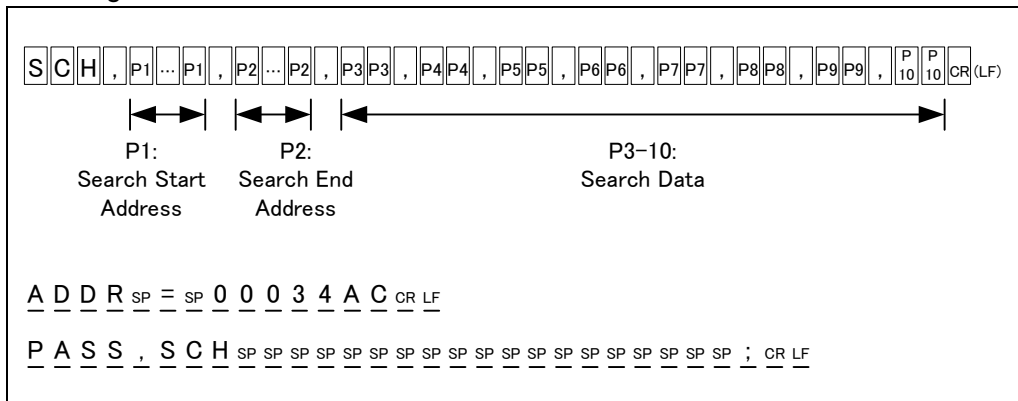 S C H , P1 ... P1 , P2 ... P2 , P3 P3 , P4 P4 , P5 P5 , P6 P6 , P7 P7 , P8 P8 , P9 P9 , P10 P10 CR (LF)
P1: Search Start Address
P2: Search End Address
P3-10: Search Data
A D D R SP = SP 0 0 0 3 4 A C CR LF
P A S S , S C H SP SP SP SP SP SP SP SP SP SP SP SP SP SP SP SP SP SP SP ; CR LF